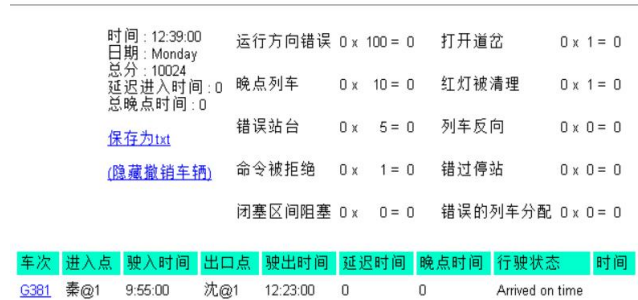 时间 : 12:39:00
日期 : Monday
总分 : 10024
延迟进入时间 : 0
总晚点时间 : 0
保存为txt
(隐藏撤销车辆)
运行方向错误 0 x 100 = 0 打开道岔 0 x 1 = 0
晚点列车 0 x 10 = 0 红灯被清理 0 x 1 = 0
错误站台 0 x 5 = 0 列车反向 0 x 0 = 0
命令被拒绝 0 x 1 = 0 错过停站 0 x 0 = 0
闭塞区间阻塞 0 x 0 = 0 错误的列车分配 0 x 0 = 0
车次 进入点 驶入时间 出口点 驶出时间 延迟时间 晚点时间 行驶状态 时间
G381 秦@1 9:55:00 沈@1 12:23:00 0 0 Arrived on time